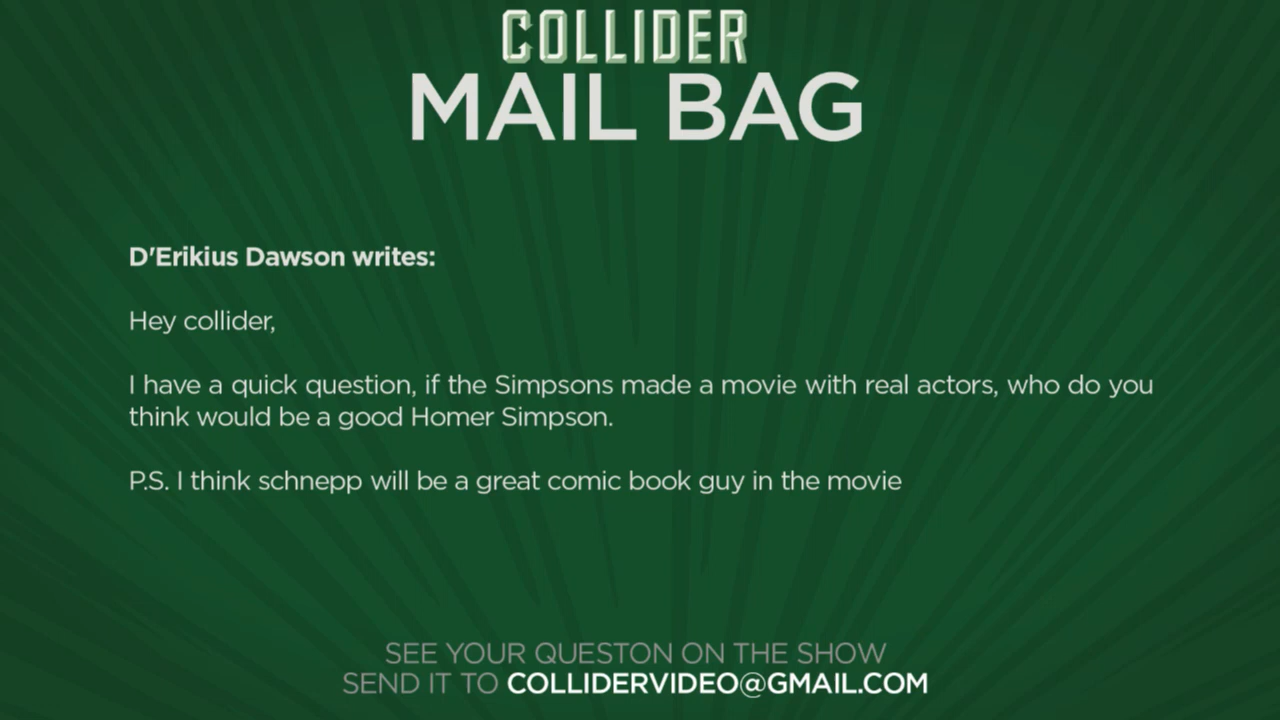 COLLIDER
MAIL BAG
D'Erikius Dawson writes:
Hey collider,
I have a quick question, if the Simpsons made a movie with real actors, who do you
think would be a good Homer Simpson.
P.S. I think schnepp will be a great comic book guy in the movie
SEE YOUR QUESTON ON THE SHOW
SEND IT TO COLLIDERVIDEO@GMAIL.COM